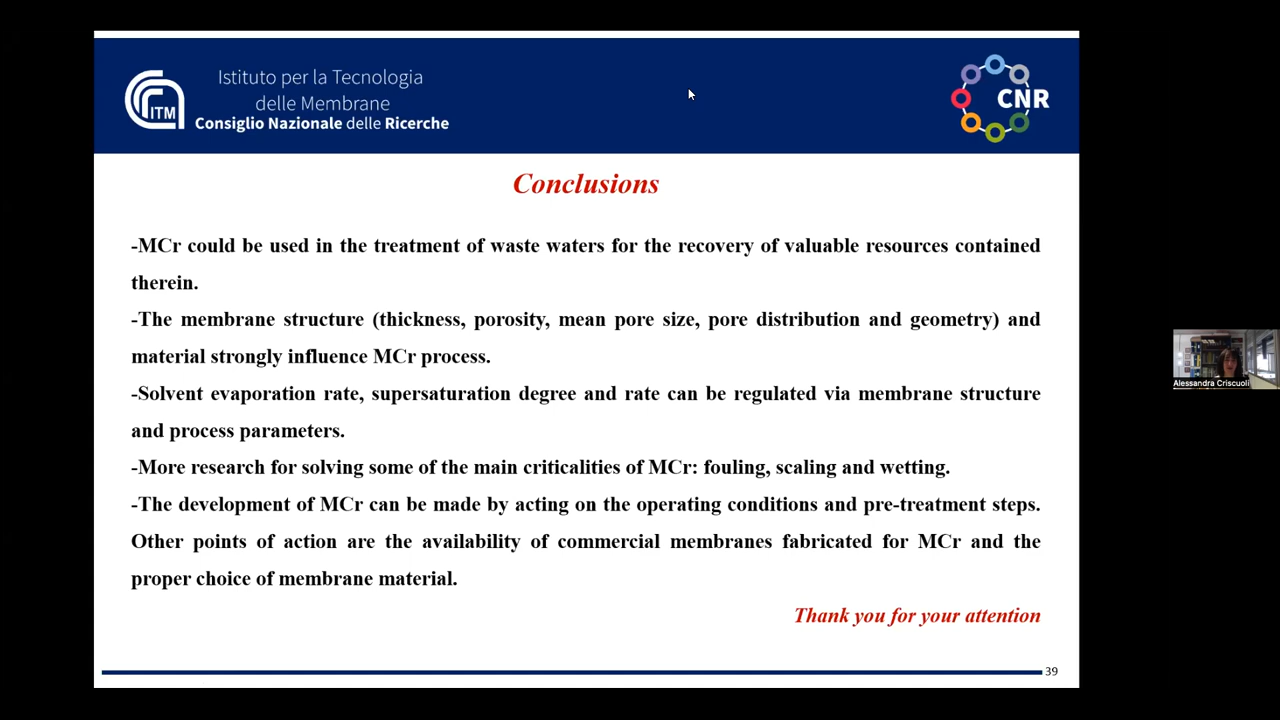 Istituto per la Tecnologia
delle Membrane
Consiglio Nazionale delle Ricerche
ITM
CNR
Conclusions
-MCr could be used in the treatment of waste waters for the recovery of valuable resources contained
therein.
-The membrane structure (thickness, porosity, mean pore size, pore distribution and geometry) and
material strongly influence MCr process.
-Solvent evaporation rate, supersaturation degree and rate can be regulated via membrane structure
and process parameters.
-More research for solving some of the main criticalities of MCr: fouling, scaling and wetting.
-The development of MCr can be made by acting on the operating conditions and pre-treatment steps.
Other points of action are the availability of commercial membranes fabricated for MCr and the
proper choice of membrane material.
Thank you for your attention
39
Alessandra Criscuoli